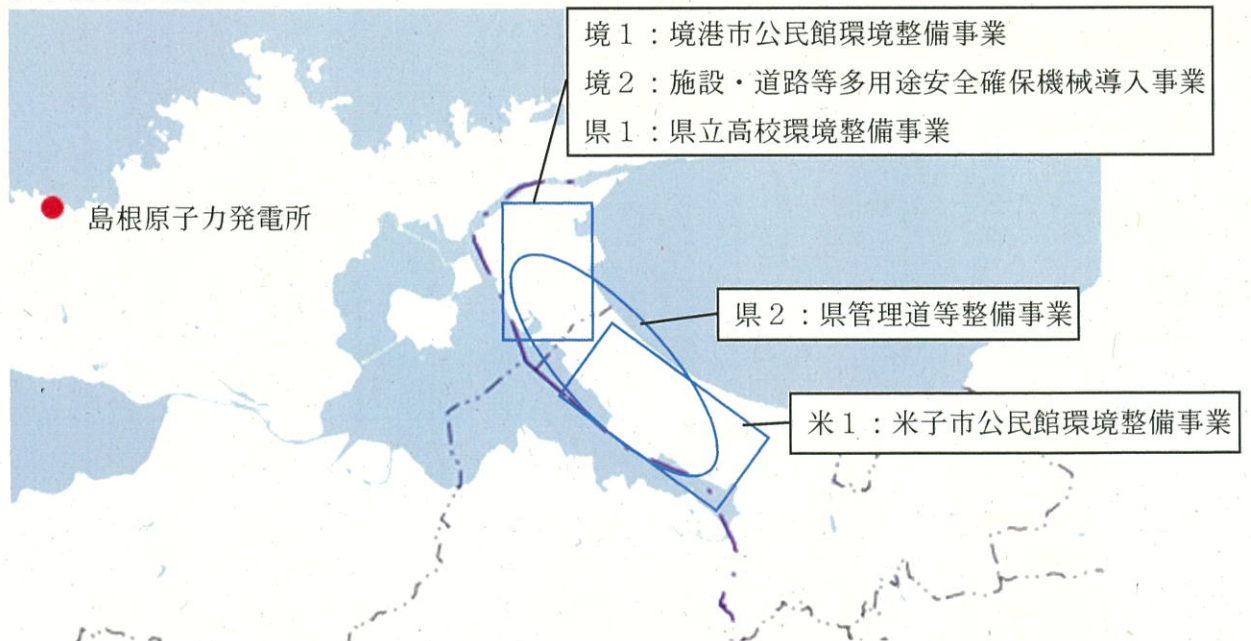 境１：境港市公民館環境整備事業
境２：施設・道路等多用途安全確保機械導入事業
県１：県立高校環境整備事業
島根原子力発電所
県２：県管理道等整備事業
米１：米子市公民館環境整備事業